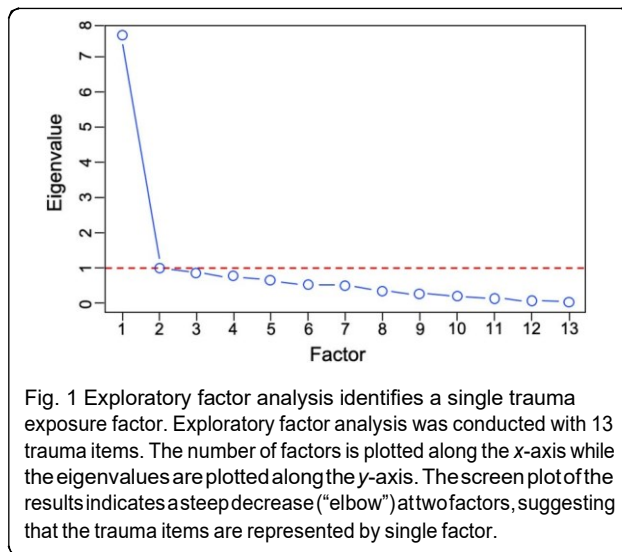 8
7
6
5
4
3
2
1
0
Eigenvalue
1 2 3 4 5 6 7 8 9 10 11 12 13
Factor
Fig. 1 Exploratory factor analysis identifies a single trauma
exposure factor. Exploratory factor analysis was conducted with 13
trauma items. The number of factors is plotted along the x-axis while
the eigenvalues are plotted along the y-axis. The screen plot of the
results indicates a steep decrease (“elbow”) at two factors, suggesting
that the trauma items are represented by single factor.